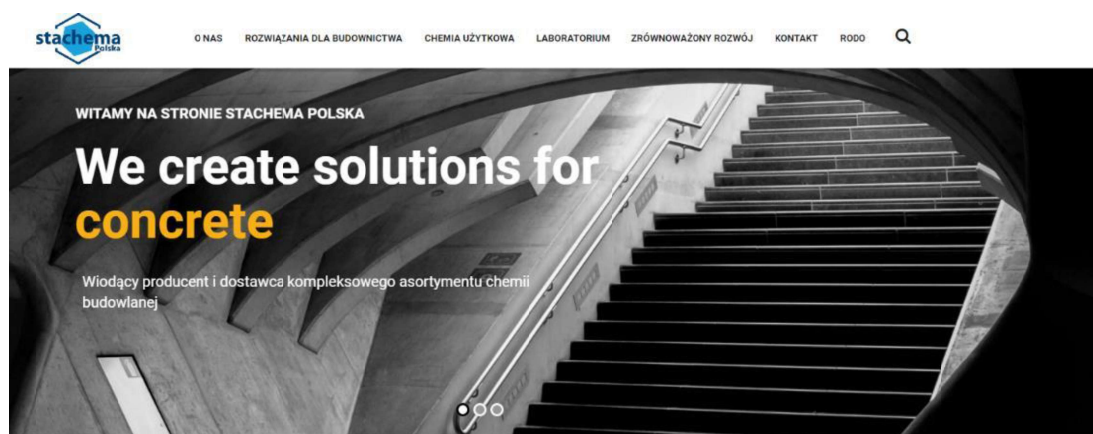 stachema
Polska
O NAS
ROZWIĄZANIA DLA BUDOWNICTWA
CHEMIA UŻYTKOWA
LABORATORIUM
ZRÓWNOWAŻONY ROZWÓJ
KONTAKT
RODO
WITAMY NA STRONIE STACHEMA POLSKA
We create solutions for
concrete
Wiodący producent i dostawca kompleksowego asortymentu chemii
budowlanej